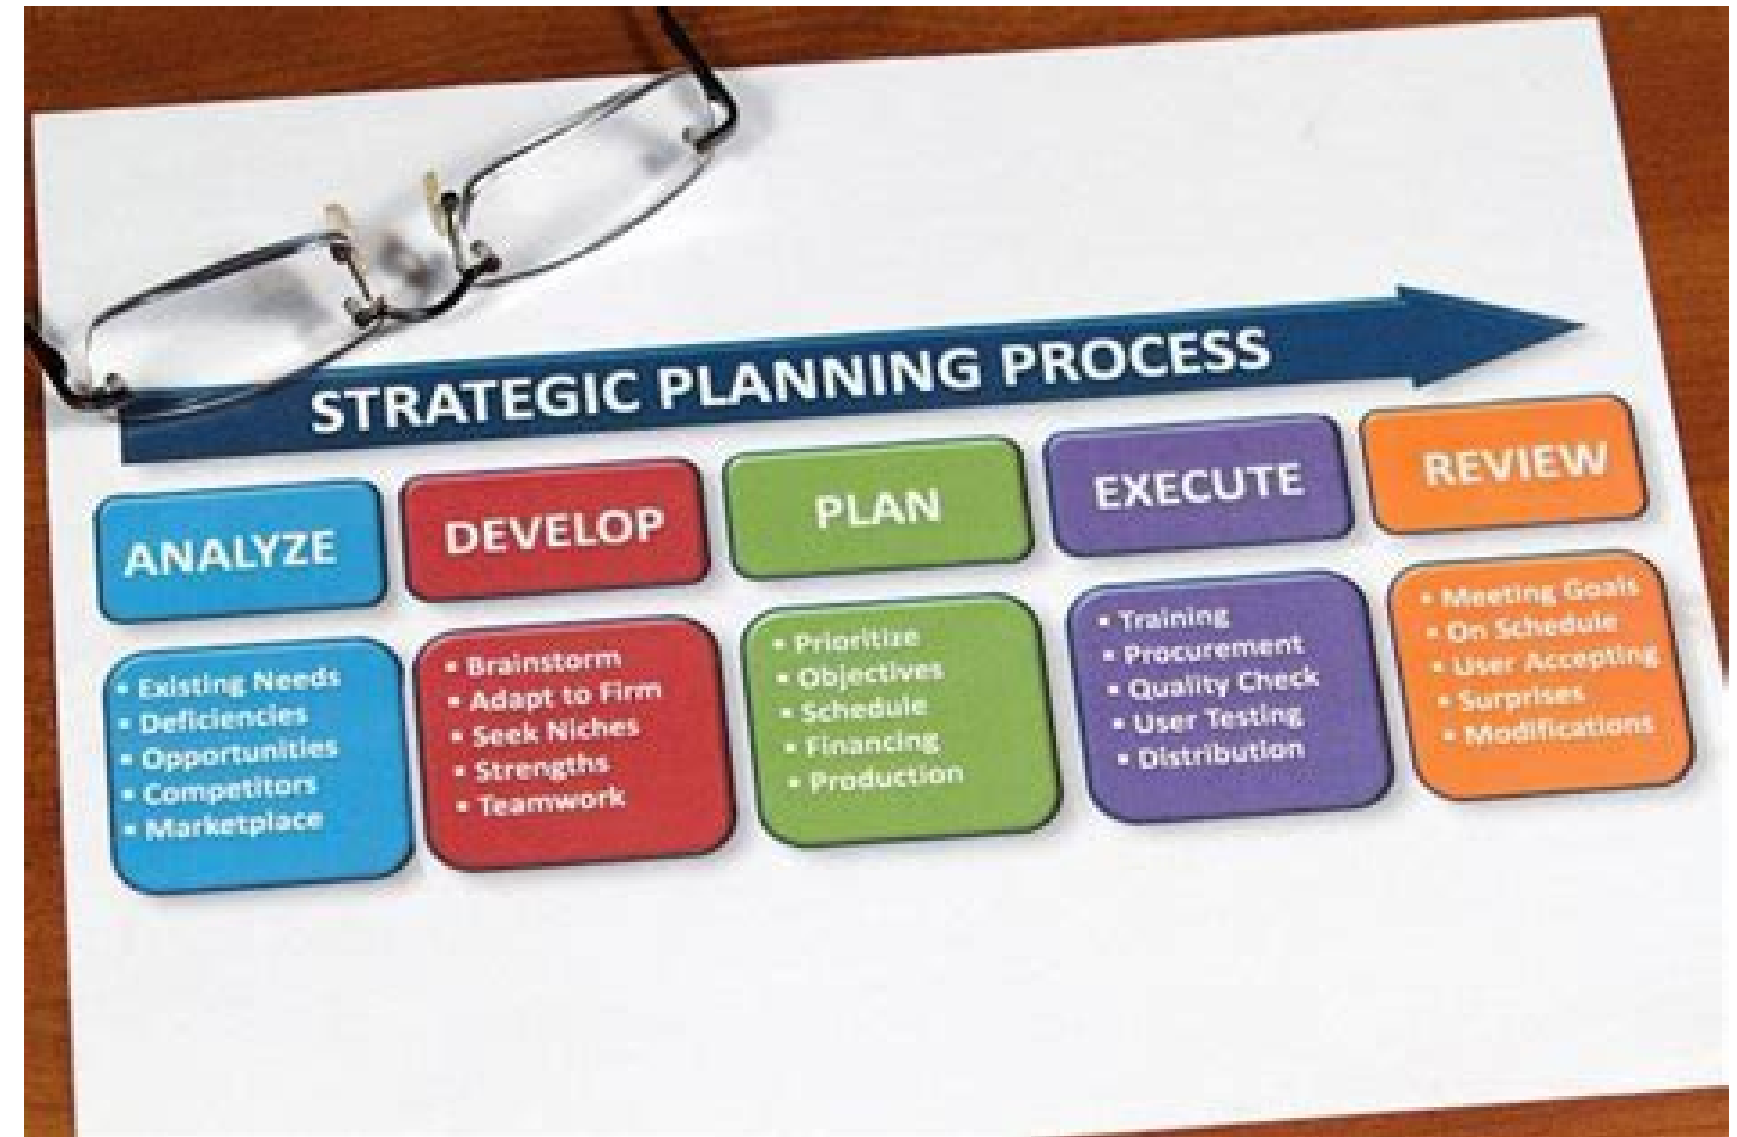 STRATEGIC PLANNING PROCESS
ANALYZE
▪ Existing Needs
▪ Deficiencies
▪ Opportunities
▪ Competitors
▪ Marketplace
DEVELOP
▪ Brainstorm
▪ Adapt to Firm
▪ Seek Niches
▪ Strengths
▪ Teamwork
PLAN
▪ Prioritize
▪ Objectives
▪ Schedule
▪ Financing
▪ Production
EXECUTE
▪ Training
▪ Procurement
▪ Quality Check
▪ User Testing
▪ Distribution
REVIEW
▪ Meeting Goals
▪ On Schedule
▪ User Accepting
▪ Surprises
▪ Modifications